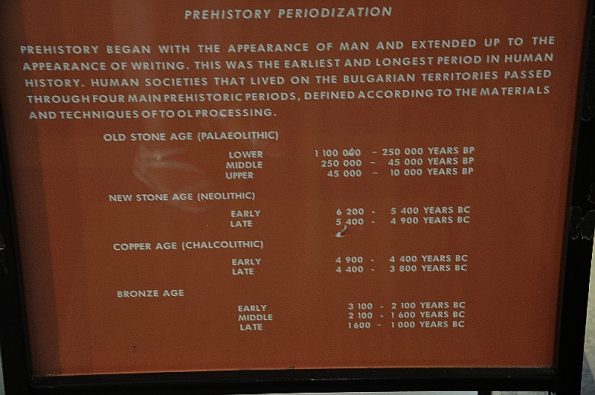 PREHISTORY PERIODIZATION
PREHISTORY BEGAN WITH THE APPEARANCE OF MAN AND EXTENDED UP TO THE
APPEARANCE OF WRITING. THIS WAS THE EARLIEST AND LONGEST PERIOD IN HUMAN
HISTORY. HUMAN SOCIETIES THAT LIVED ON THE BULGARIAN TERRITORIES PASSED
THROUGH FOUR MAIN PREHISTORIC PERIODS, DEFINED ACCORDING TO THE MATERIALS
AND TECHNIQUES OF TOOL PROCESSING.
OLD STONE AGE (PALAEOLITHIC)
LOWER 1 100 000 – 250 000 YEARS BP
MIDDLE 250 000 – 45 000 YEARS BP
UPPER 45 000 – 10 000 YEARS BP
NEW STONE AGE (NEOLITHIC)
EARLY 6 200 - 5 400 YEARS BC
LATE 5 400 - 4 900 YEARS BC
COPPER AGE (CHALCOLITHIC)
EARLY 4 900 - 4 400 YEARS BC
LATE 4 400 - 3 800 YEARS BC
BRONZE AGE
EARLY 3 100 - 2 100 YEARS BC
MIDDLE 2 100 - 1 600 YEARS BC
LATE 1 600 – 1 000 YEARS BC